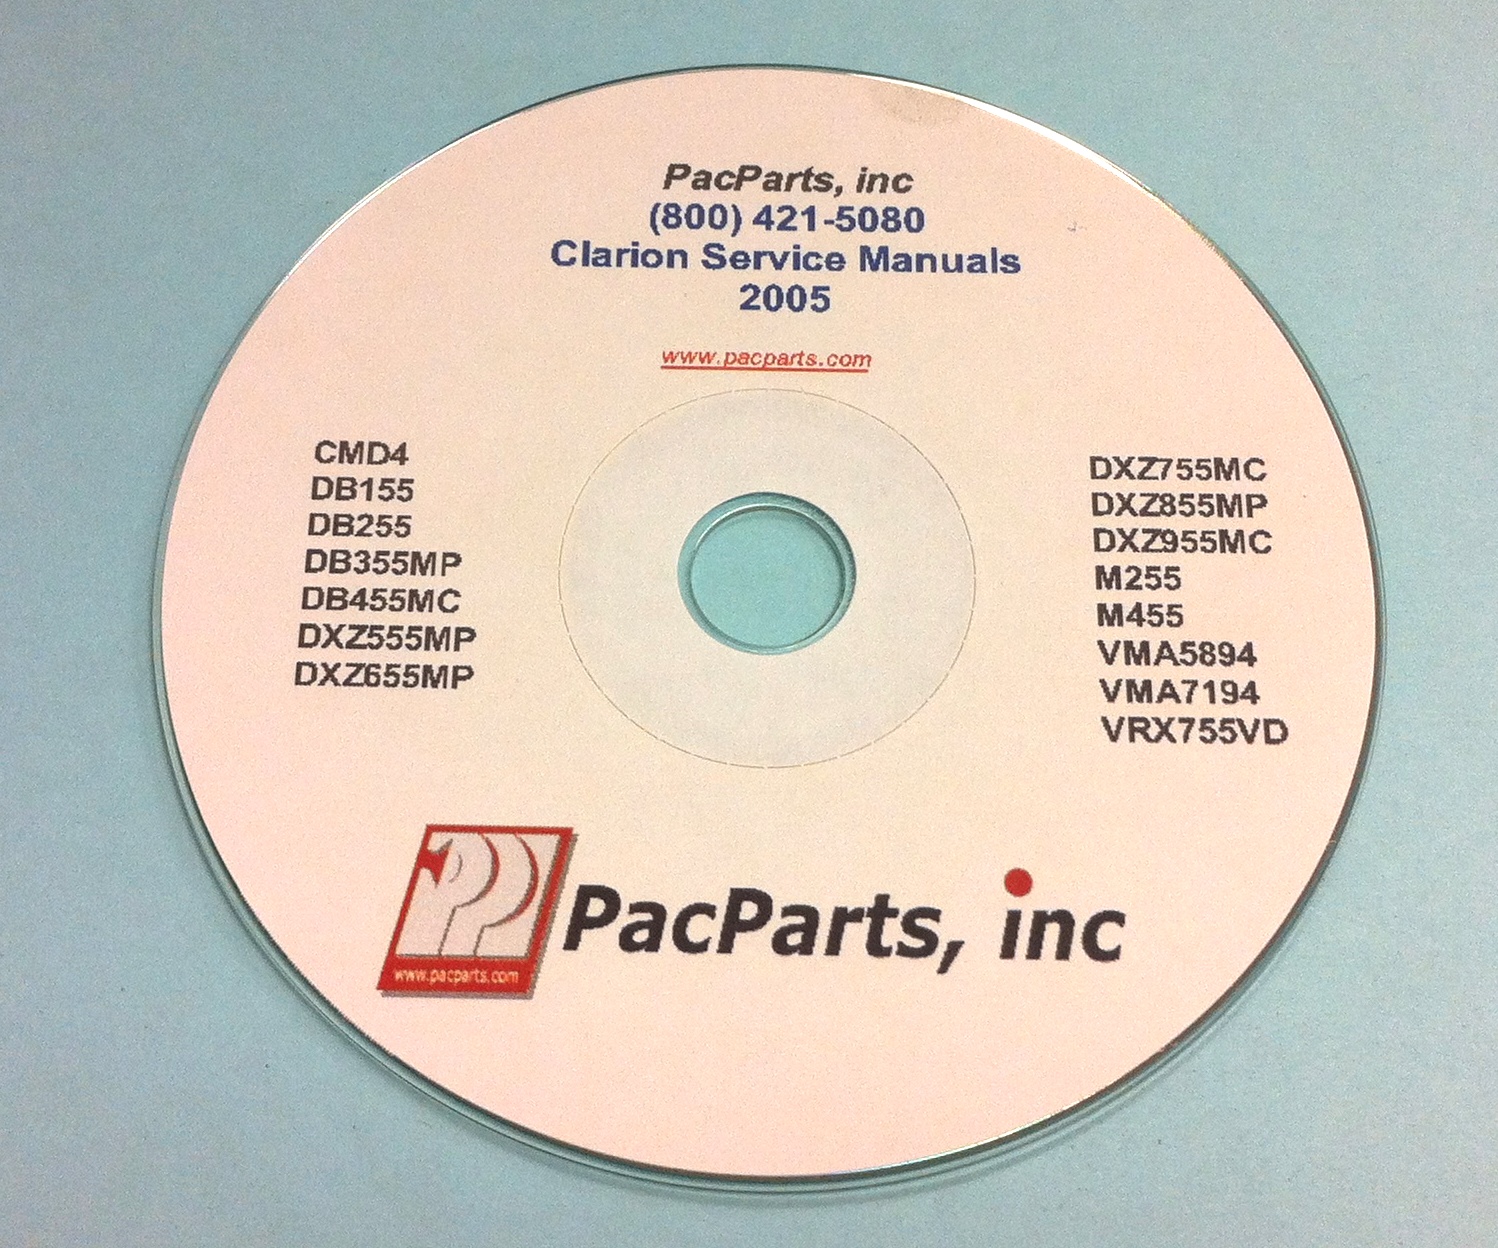 PacParts, inc
(800) 421-5080
Clarion Service Manuals
2005
www.pacparts.com
CMD4
DB155
DB255
DB355MP
DB455MC
DXZ555MP
DXZ655MP
DXZ755MC
DXZ855MP
DXZ955MC
M255
M455
VMA5894
VMA7194
VRX755VD
PacParts, inc
www.pacparts.com